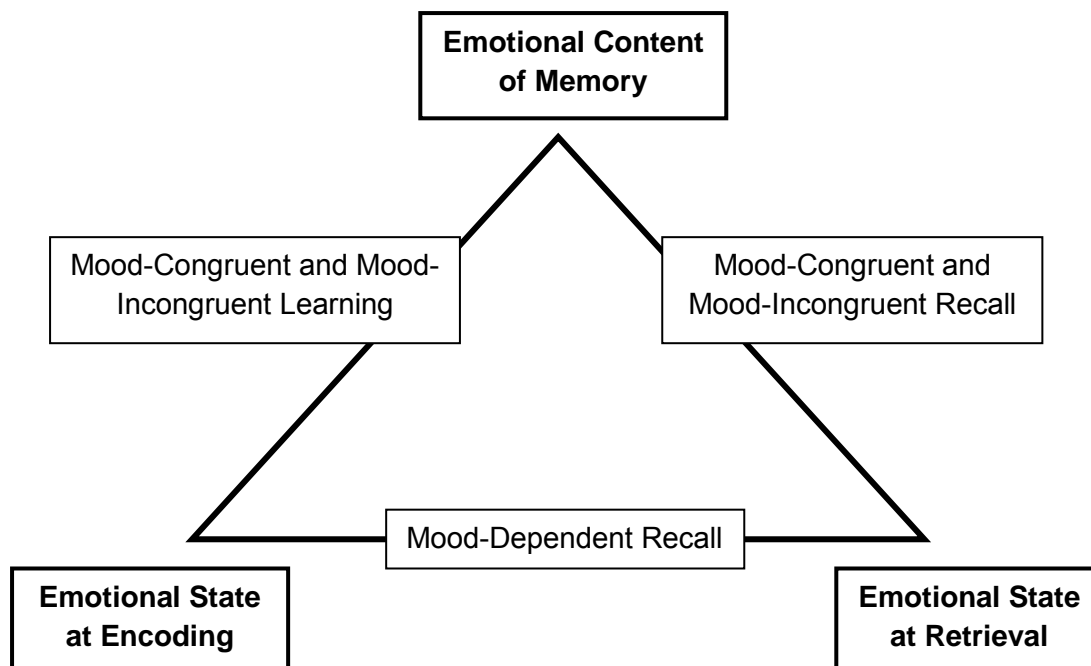 Emotional Content
of Memory
Mood-Congruent and Mood-
Incongruent Learning
Mood-Congruent and
Mood-Incongruent Recall
Mood-Dependent Recall
Emotional State
at Encoding
Emotional State
at Retrieval